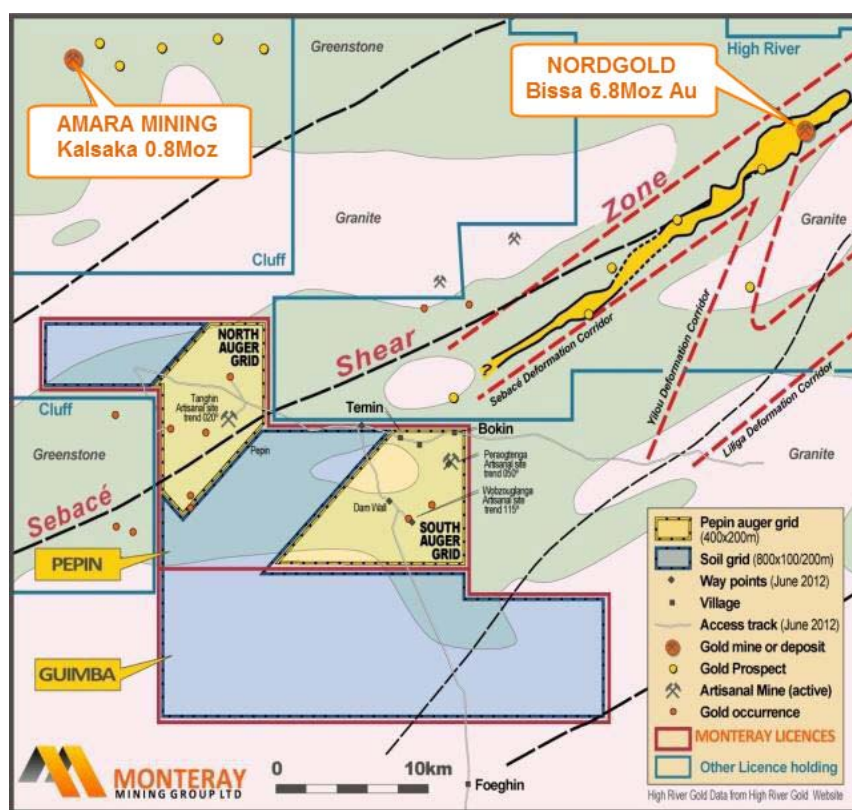 Greenstone
High River
AMARA MINING
Kalsaka 0.8Moz
NORDGOLD
Bissa 6.8Moz Au
Granite
Granite
Zone
Cluff
Shear
Sebacé Deformation Corridor
Yilou Deformation Corridor
Liliga Deformation Corridor
NORTH
AUGER
GRID
Tanghin
Artisanal site
trend 020°
Cluff
Greenstone
Temin
Bokin
Pepin
Peraogtenga
Artisanal site
trend 050°
Granite
Wobzouglanga
Artisanal site
trend 115°
Dam Wall
Sebacé
SOUTH
AUGER
GRID
PEPIN
GUIMBA
?
Pepin auger grid
(400x200m)
Soil grid (800x100/200m)
Way points (June 2012)
Village
Access track (June 2012)
Gold mine or deposit
Gold Prospect
Artisanal Mine (active)
Gold occurrence
MONTERAY LICENCES
Other Licence holding
MONTERAY
MINING GROUP LTD
0 10km
Foeghin
High River Gold Data from High River Gold Website